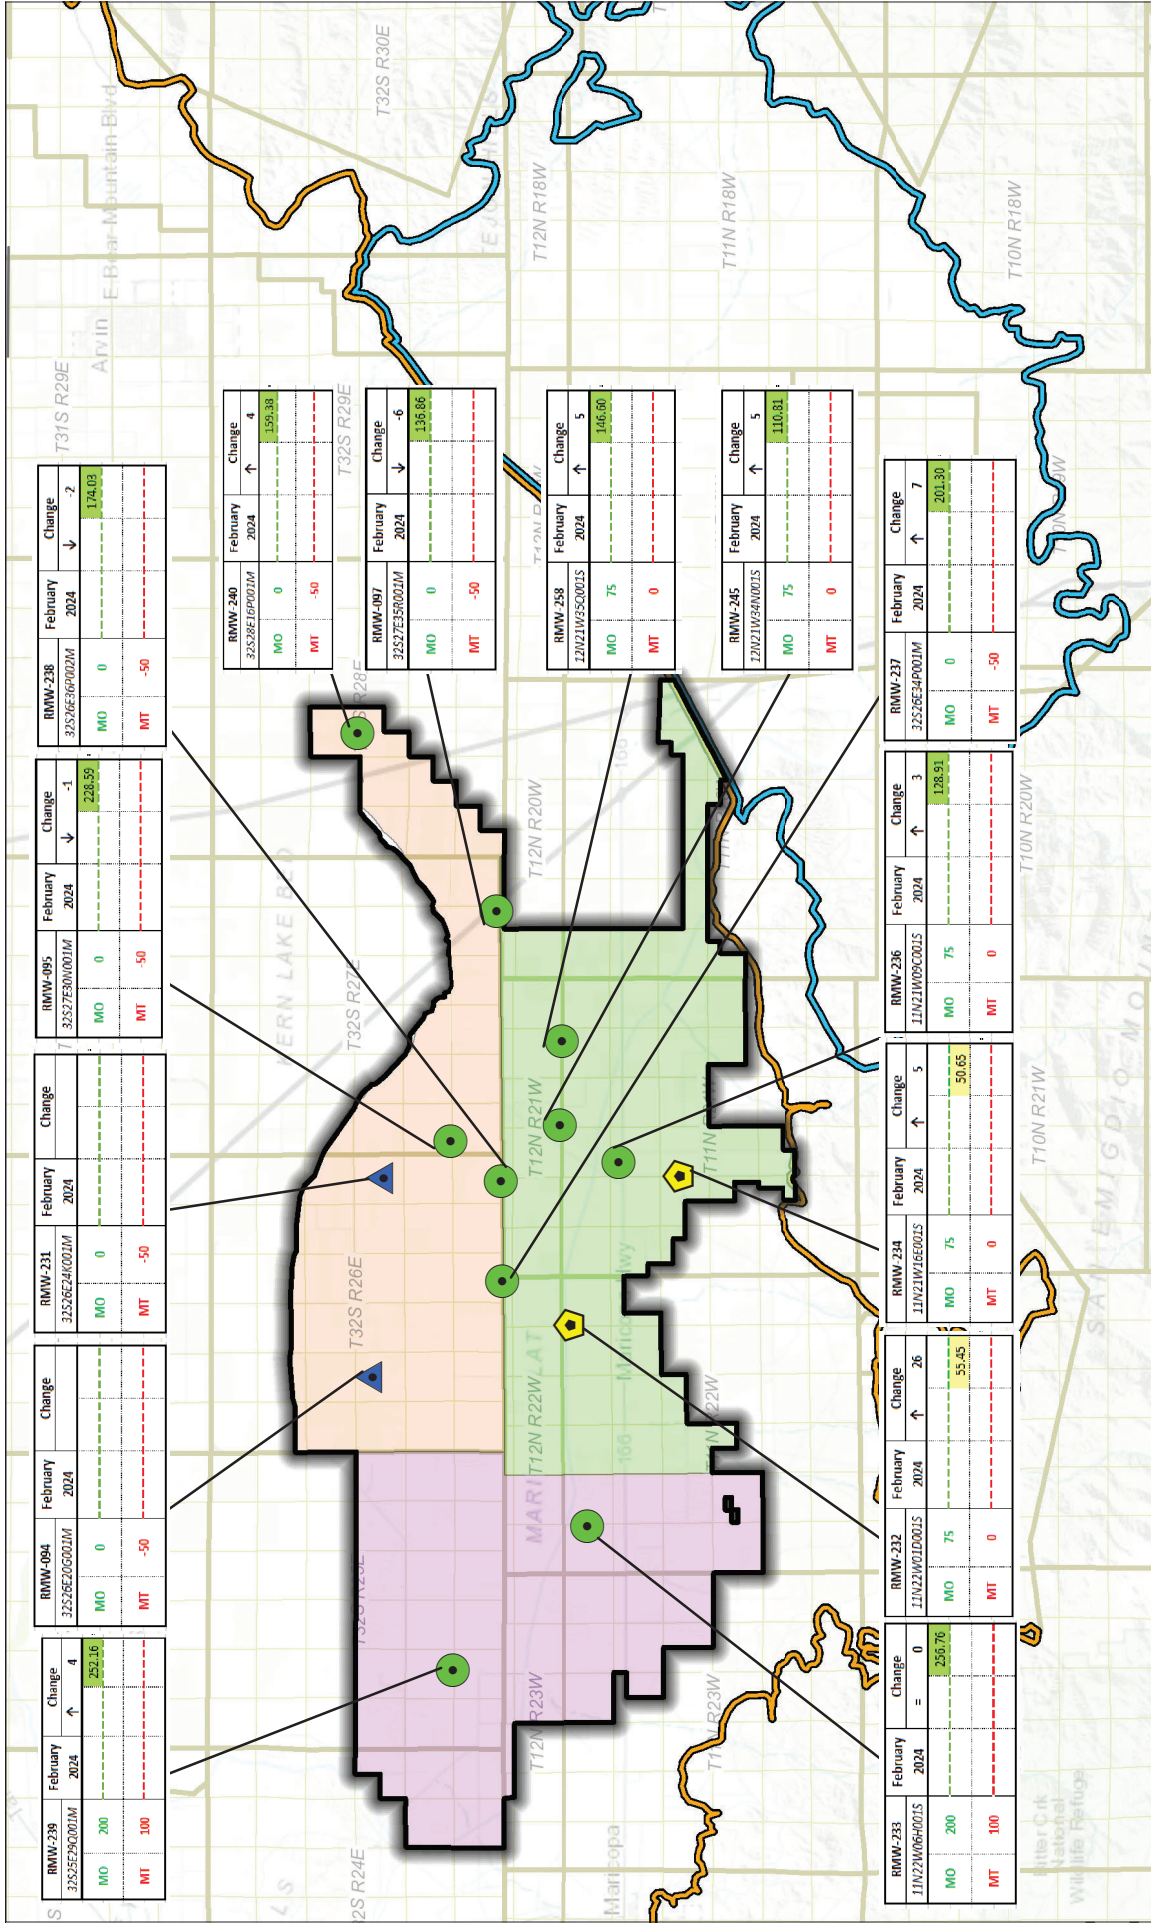 RMW-239
32S25E29Q001M
February
2024
Change
↑ 4
MO 200
252.16
MT 100
RMW-094
32S26E20G001M
February
2024
Change
MO 0
MT -50
RMW-231
32S26E24K001M
February
2024
Change
MO 0
MT -50
RMW-095
32S27E30N001M
February
2024
Change
↓ -1
MO 0
228.59
MT -50
RMW-238
32S26E36P002M
February
2024
Change
↓ -2
MO 0
174.03
MT -50
RMW-240
32S28E16P001M
February
2024
Change
↑ 4
MO 0
159.38
MT -50
RMW-097
32S27E35R001M
February
2024
Change
↓ -6
MO 0
136.86
MT -50
RMW-258
12N21W35Q001S
February
2024
Change
↑ 5
MO 75
146.60
MT 0
RMW-245
12N21W34N001S
February
2024
Change
↑ 5
MO 75
110.81
MT 0
RMW-233
11N22W06H001S
February
2024
Change
= 0
MO 200
256.76
MT 100
RMW-232
11N22W01D001S
February
2024
Change
↑ 26
MO 75
55.45
MT 0
RMW-234
11N21W16E001S
February
2024
Change
↑ 5
MO 75
50.65
MT 0
RMW-236
11N21W09C001S
February
2024
Change
↑ 3
MO 75
128.91
MT 0
RMW-237
32S26E34P001M
February
2024
Change
↑ 7
MO 0
201.30
MT -50
Arvin
E Bear Mountain Blvd
T31S R29E
T32S R30E
T32S R29E
KERN LAKE BED
T32S R27E
T32S R26E
T12N R18W
T11N R18W
T10N R18W
T12N R20W
T12N R21W
T12N R22W
T12N R23W
T11N R23W
T10N R20W
T10N R21W
Maricopa
166
National
Wildlife Refuge